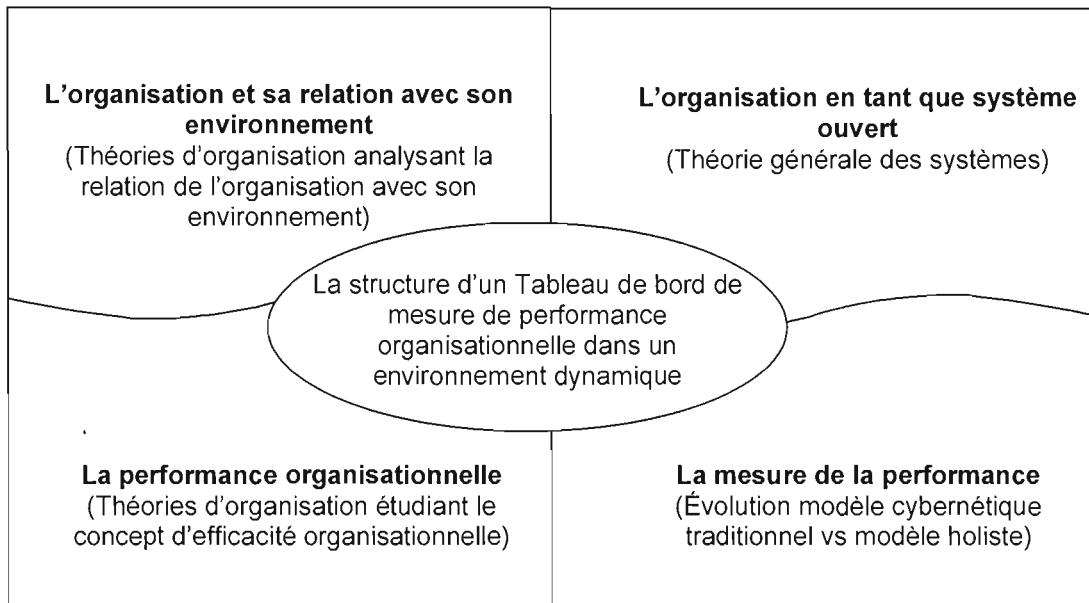 L'organisation et sa relation avec son
environnement
(Théories d'organisation analysant la
relation de l'organisation avec son
environnement)
L'organisation en tant que système
ouvert
(Théorie générale des systèmes)
La structure d'un Tableau de bord de
mesure de performance
organisationnelle dans un
environnement dynamique
La performance organisationnelle
(Théories d'organisation étudiant le
concept d'efficacité organisationnelle)
La mesure de la performance
(Évolution modèle cybernétique
traditionnel vs modèle holiste)